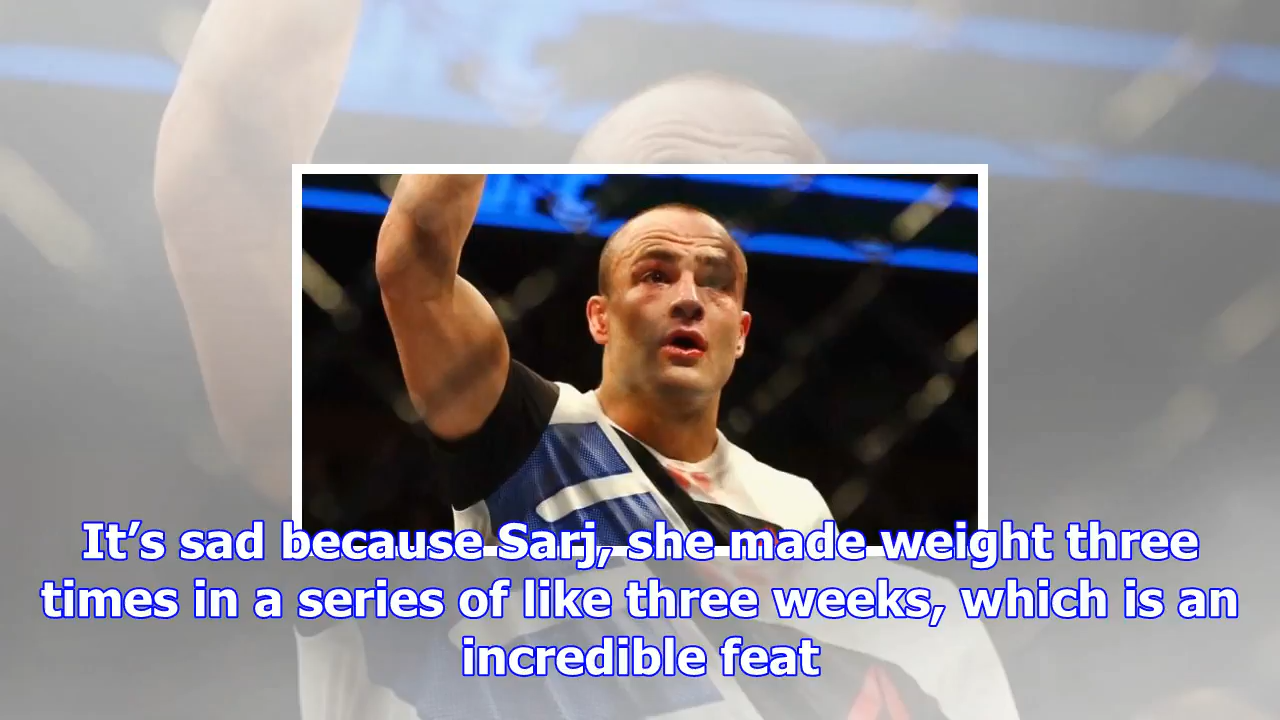 It’s sad because Sarj, she made weight three
times in a series of like three weeks, which is an
incredible feat